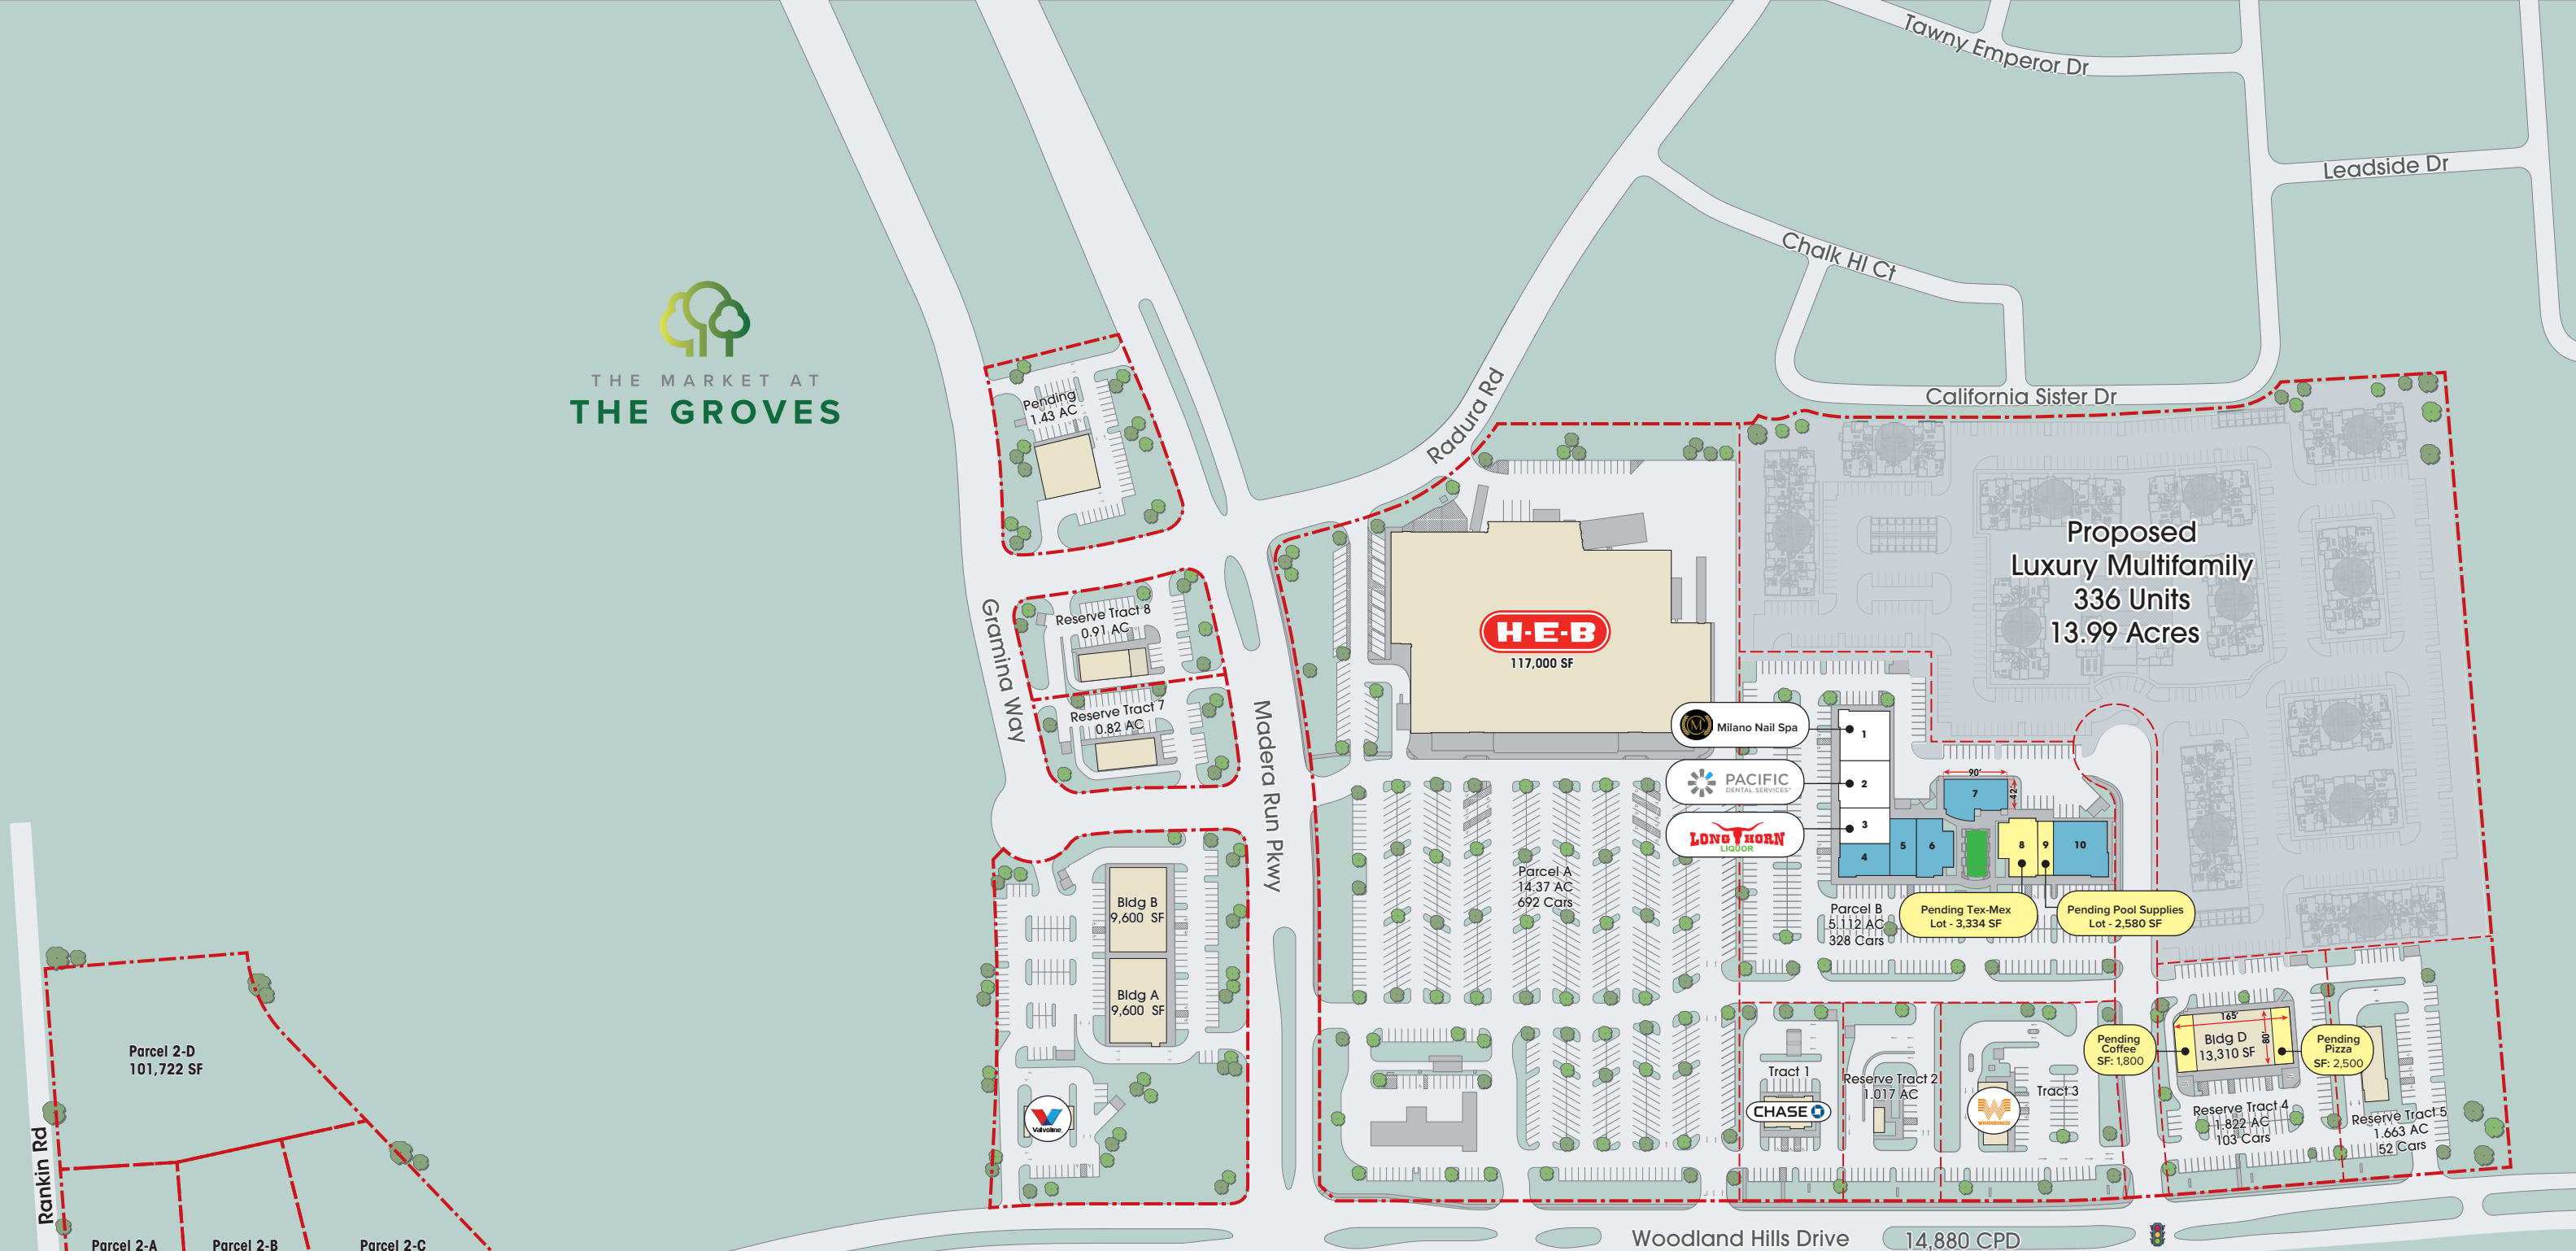 Tawny Emperor Dr
Leadside Dr
Chalk Hl Ct
California Sister Dr
Radura Rd
THE MARKET AT
THE GROVES
Pending
1.43 AC
Gramina Way
Reserve Tract 8
0.91 AC
Reserve Tract 7
0.82 AC
Madera Run Pkwy
H-E-B
117,000 SF
Proposed
Luxury Multifamily
336 Units
13.99 Acres
M
Milano Nail Spa
1
PACIFIC
DENTAL SERVICES
2
LONGHORN
LIQUOR
3
4
5
6
90'
42'
7
8
9
10
Parcel A
14.37 AC
692 Cars
Parcel B
5.112 AC
328 Cars
Pending Tex-Mex
Lot - 3,334 SF
Pending Pool Supplies
Lot - 2,580 SF
Bldg B
9,600 SF
Bldg A
9,600 SF
Valvoline
Tract 1
CHASE
Reserve Tract 2
1.017 AC
WHATABURGER
Tract 3
Pending
Coffee
SF: 1,800
165'
80'
Bldg D
13,310 SF
Pending
Pizza
SF: 2,500
Reserve Tract 4
1.822 AC
103 Cars
Reserve Tract 5
1.663 AC
52 Cars
Rankin Rd
Parcel 2-D
101,722 SF
Parcel 2-A
Parcel 2-B
Parcel 2-C
Woodland Hills Drive
14,880 CPD